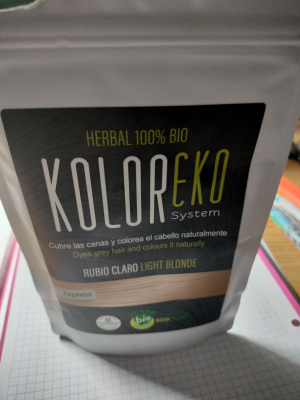 HERBAL 100% BIO
KOLOREKO
System
Cubre las canas y colorea el cabello naturalmente
Dyes grey hair and colours it naturally
RUBIO CLARO LIGHT BLONDE
Express
bio